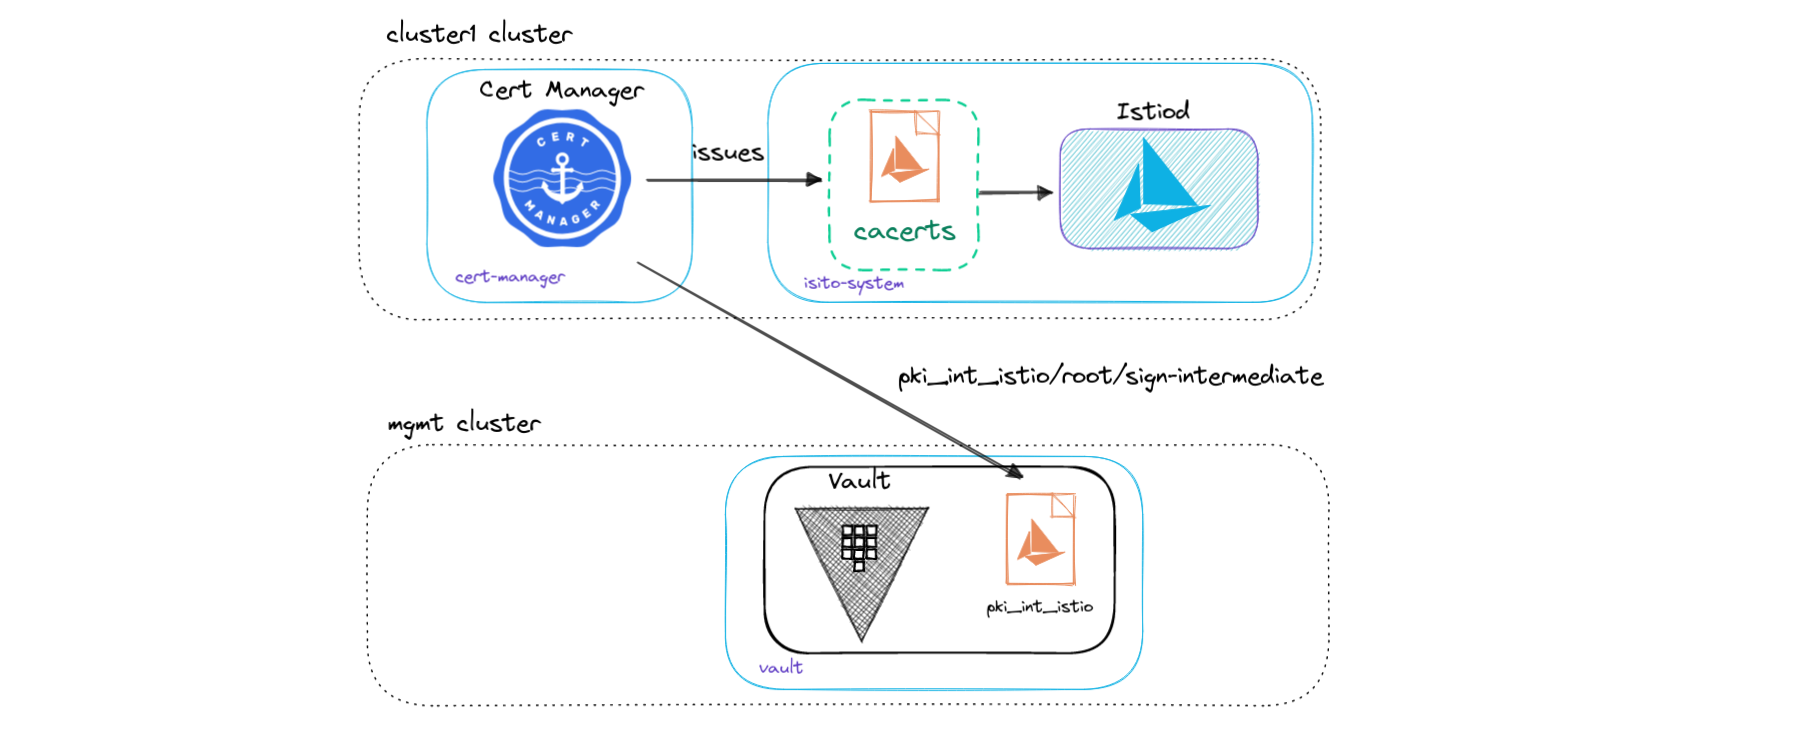 cluster1 cluster
Cert Manager
CERT
MANAGER
cert-manager
issues
cacerts
isito-system
Istiod
pki_int_istio/root/sign-intermediate
mgmt cluster
Vault
pki_int_istio
vault